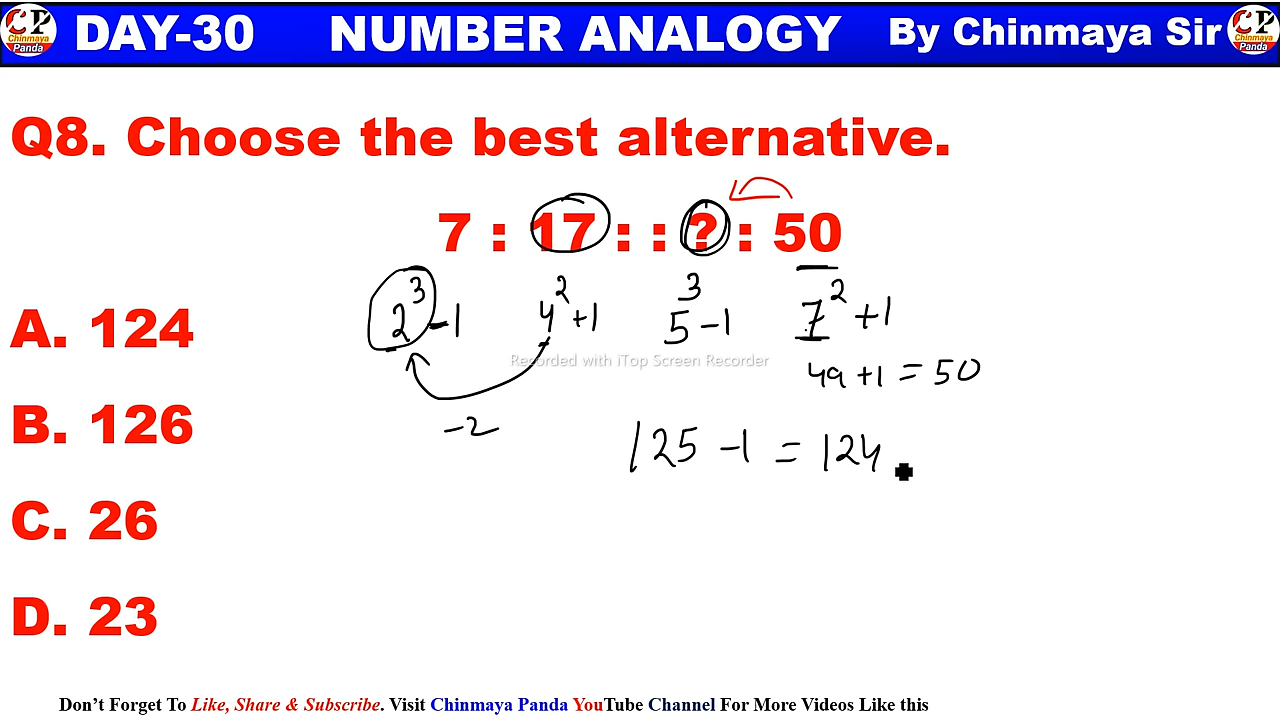 CP Chinmaya Panda DAY-30 NUMBER ANALOGY By Chinmaya Sir CP Chinmaya Panda
Q8. Choose the best alternative.
7 : 17 : : ? : 50
2³-1 4²+1 5³-1 7²+1
A. 124
Recorded with iTop Screen Recorder
49+1=50
-2
B. 126
125-1=124
C. 26
D. 23
Don’t Forget To Like, Share & Subscribe. Visit Chinmaya Panda YouTube Channel For More Videos Like this